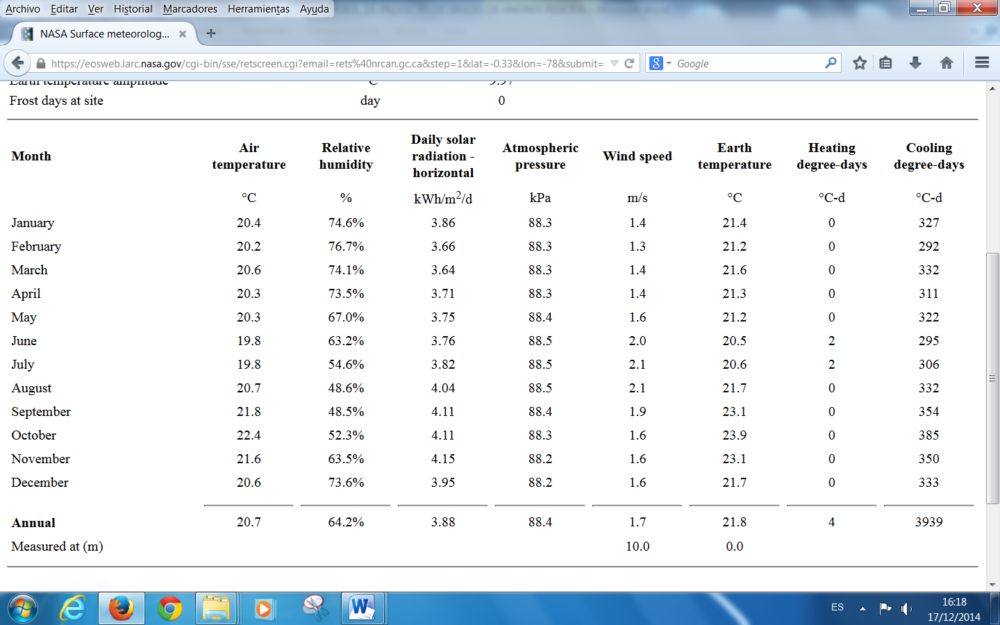 Archivo Editar Ver Historial Marcadores Herramientas Ayuda
NASA Surface meteorolog...
https://eosweb.larc.nasa.gov/cgi-bin/sse/retscreen.cgi?email=rets%40nrcan.gc.ca&step=1&lat=-0.33&lon=-78&submit= Google
Earth temperature amplitude °C 9.97
Frost days at site day 0
Month Air temperature Relative humidity Daily solar radiation - horizontal Atmospheric pressure Wind speed Earth temperature Heating degree-days Cooling degree-days
°C % kWh/m²/d kPa m/s °C °C-d °C-d
January 20.4 74.6% 3.86 88.3 1.4 21.4 0 327
February 20.2 76.7% 3.66 88.3 1.3 21.2 0 292
March 20.6 74.1% 3.64 88.3 1.4 21.6 0 332
April 20.3 73.5% 3.71 88.3 1.4 21.3 0 311
May 20.3 67.0% 3.75 88.4 1.6 21.2 0 322
June 19.8 63.2% 3.76 88.5 2.0 20.5 2 295
July 19.8 54.6% 3.82 88.5 2.1 20.6 2 306
August 20.7 48.6% 4.04 88.5 2.1 21.7 0 332
September 21.8 48.5% 4.11 88.4 1.9 23.1 0 354
October 22.4 52.3% 4.11 88.3 1.6 23.9 0 385
November 21.6 63.5% 4.15 88.2 1.6 23.1 0 350
December 20.6 73.6% 3.95 88.2 1.6 21.7 0 333
Annual 20.7 64.2% 3.88 88.4 1.7 21.8 4 3939
Measured at (m) 10.0 0.0
ES 16:18
17/12/2014